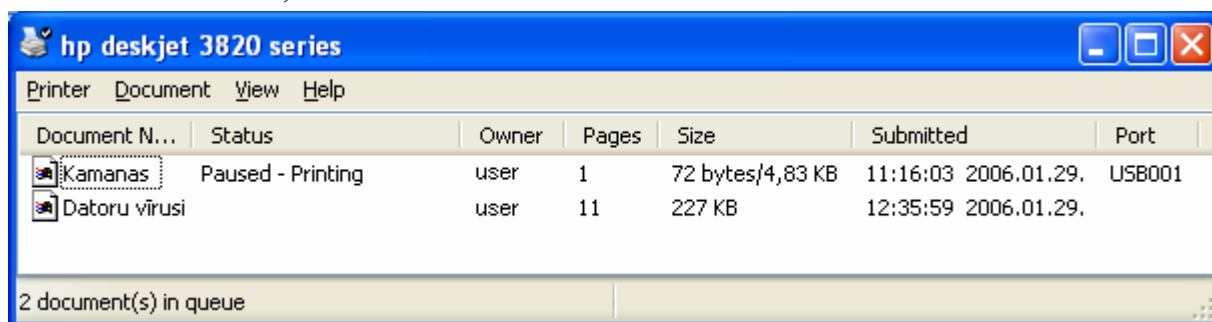 hp deskjet 3820 series
Printer Document View Help
Document N... Status Owner Pages Size Submitted Port
Kamanas Paused - Printing user 1 72 bytes/4,83 KB 11:16:03 2006.01.29. USB001
Datoru vīrusi user 11 227 KB 12:35:59 2006.01.29.
2 document(s) in queue